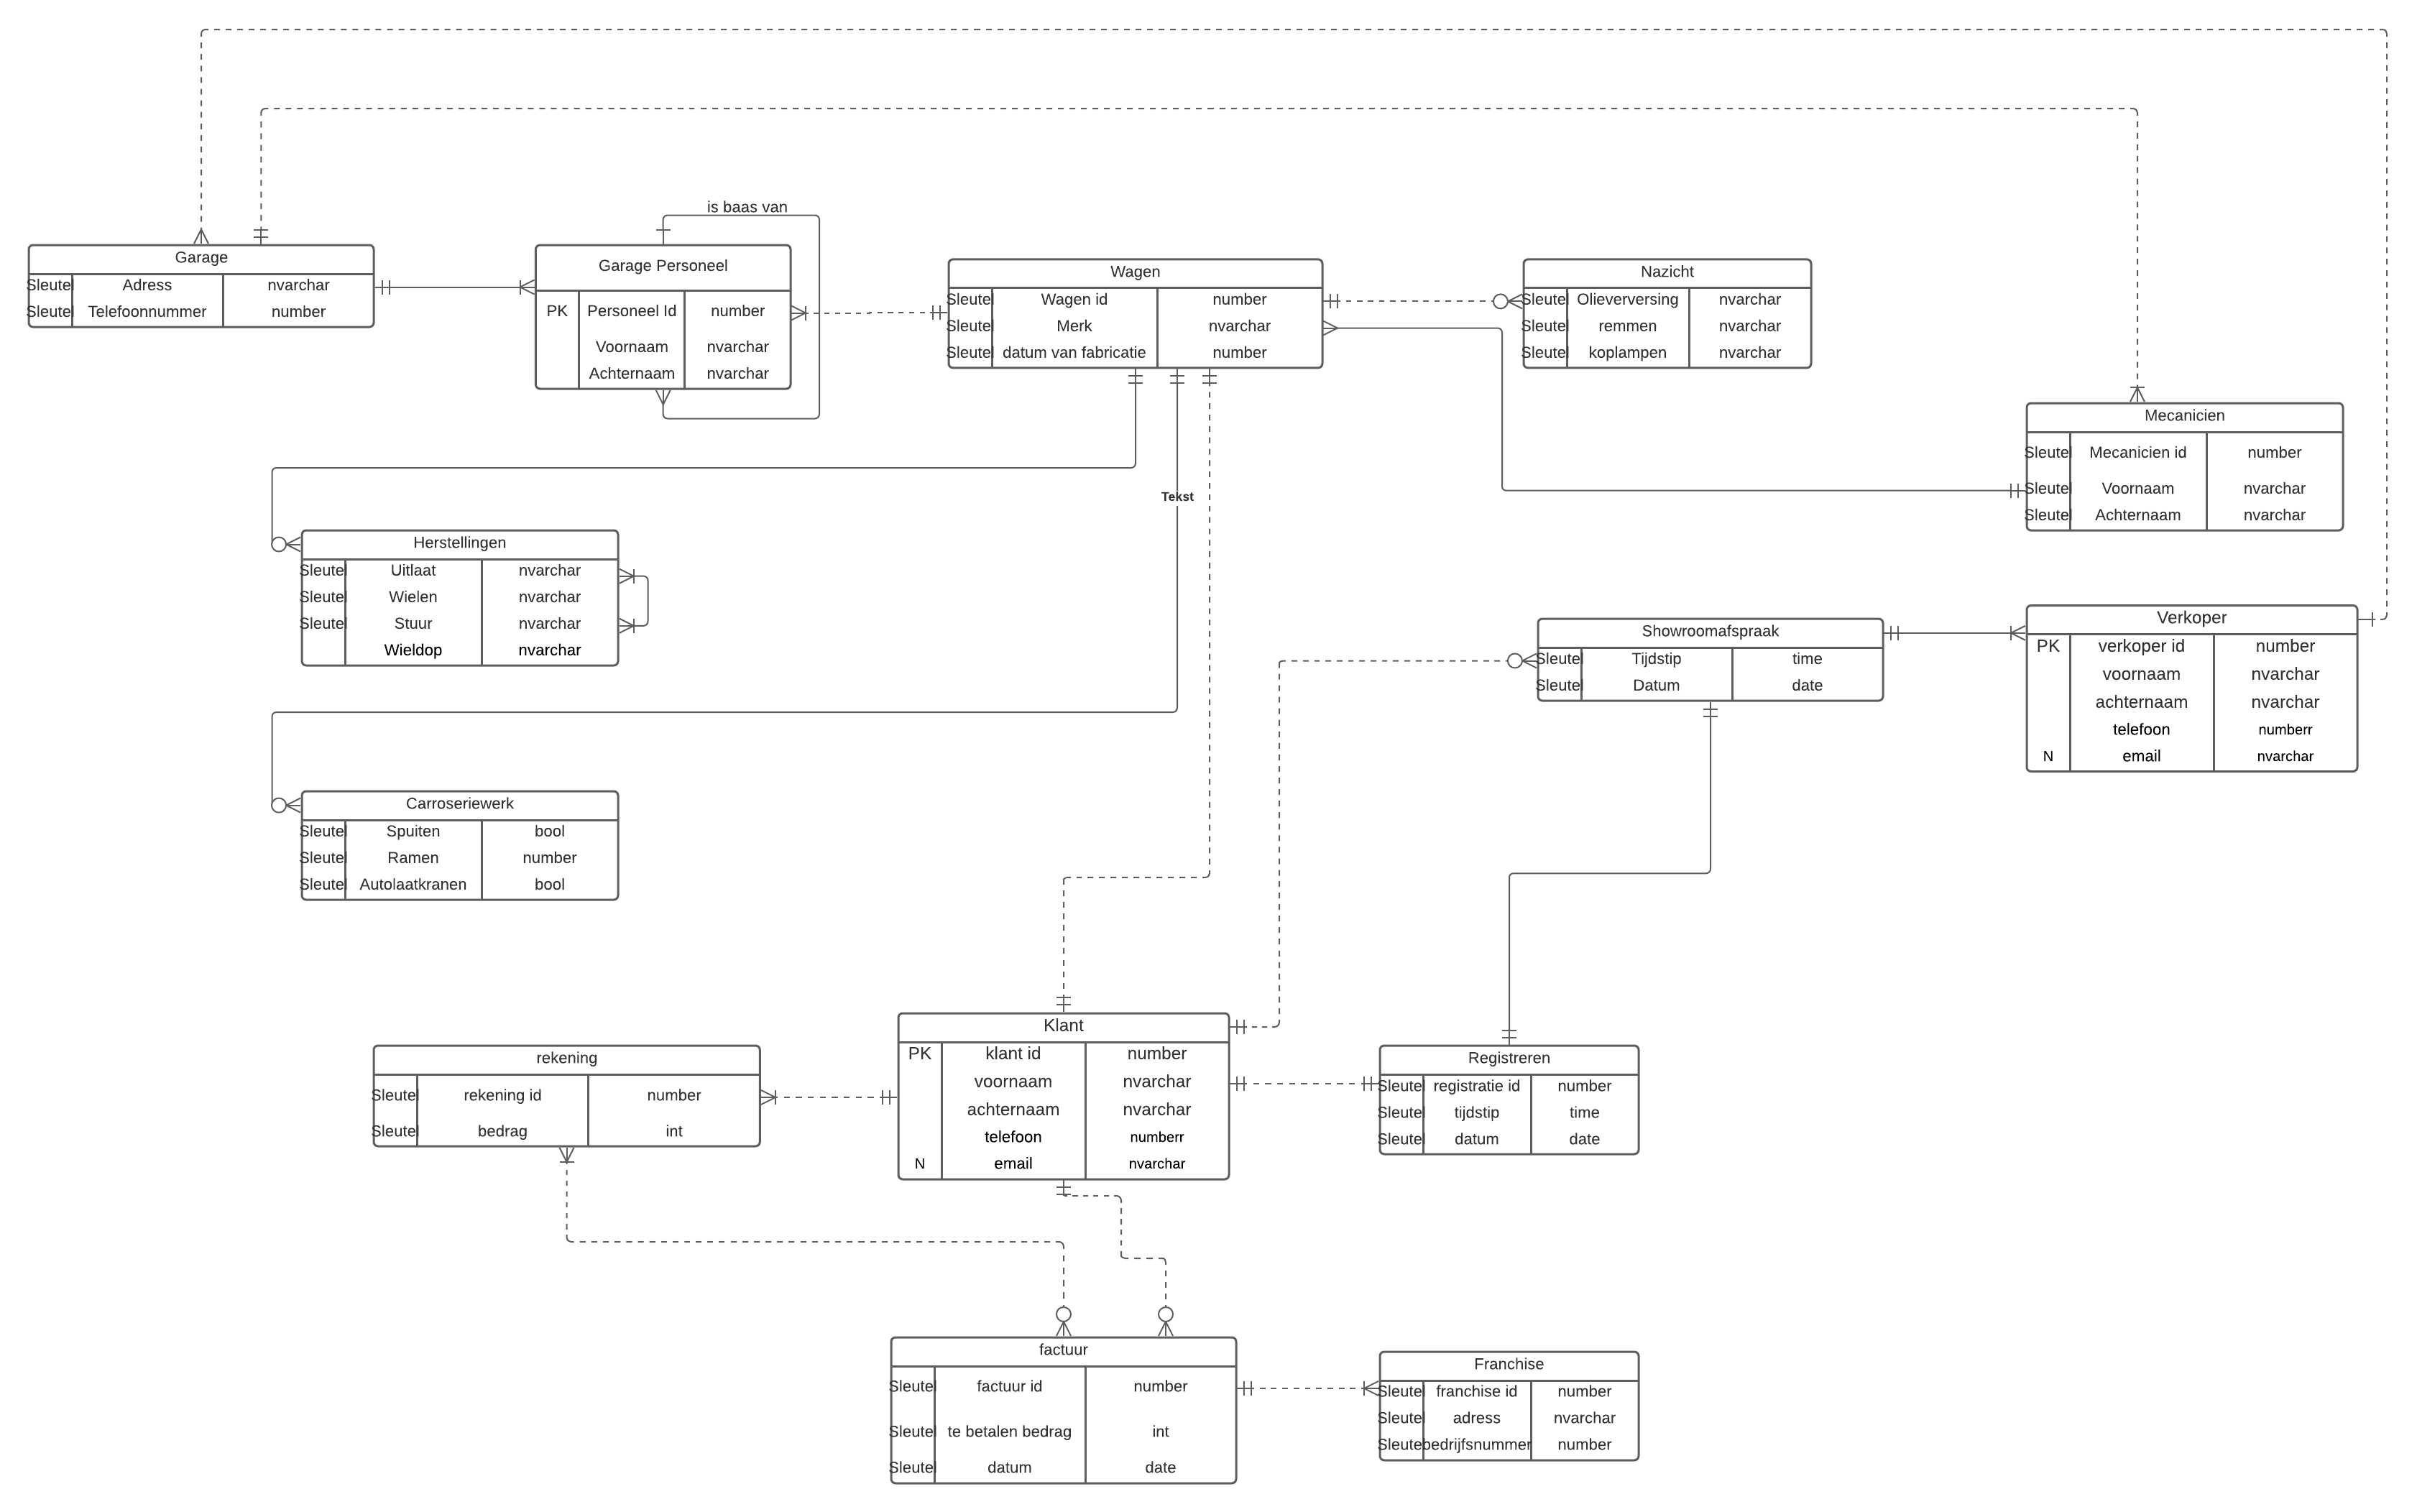 is baas van
Garage
Sleutel Adress nvarchar
Sleutel Telefoonnummer number
Garage Personeel
PK Personeel Id number
Voornaam nvarchar
Achternaam nvarchar
Wagen
Sleutel Wagen id number
Sleutel Merk nvarchar
Sleutel datum van fabricatie number
Nazicht
Sleutel Olieverversing nvarchar
Sleutel remmen nvarchar
Sleutel koplampen nvarchar
Mecanicien
Sleutel Mecanicien id number
Sleutel Voornaam nvarchar
Sleutel Achternaam nvarchar
Tekst
Herstellingen
Sleutel Uitlaat nvarchar
Sleutel Wielen nvarchar
Sleutel Stuur nvarchar
Wieldop nvarchar
Showroomafspraak
Sleutel Tijdstip time
Sleutel Datum date
Verkoper
PK verkoper id number
voornaam nvarchar
achternaam nvarchar
telefoon numberr
N email nvarchar
Carroseriewerk
Sleutel Spuiten bool
Sleutel Ramen number
Sleutel Autolaatkranen bool
rekening
Sleutel rekening id number
Sleutel bedrag int
Klant
PK klant id number
voornaam nvarchar
achternaam nvarchar
telefoon numberr
N email nvarchar
Registreren
Sleutel registratie id number
Sleutel tijdstip time
Sleutel datum date
factuur
Sleutel factuur id number
Sleutel te betalen bedrag int
Sleutel datum date
Franchise
Sleutel franchise id number
Sleutel adress nvarchar
Sleutel bedrijfsnummer number